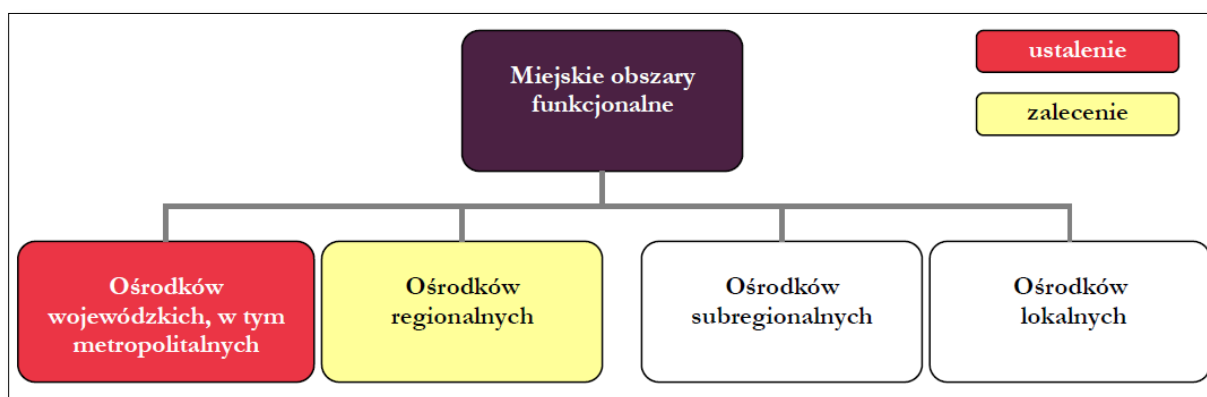 Miejskie obszary
funkcjonalne
ustalenie
zalecenie
Ośrodków
wojewódzkich, w tym
metropolitalnych
Ośrodków
regionalnych
Ośrodków
subregionalnych
Ośrodków
lokalnych